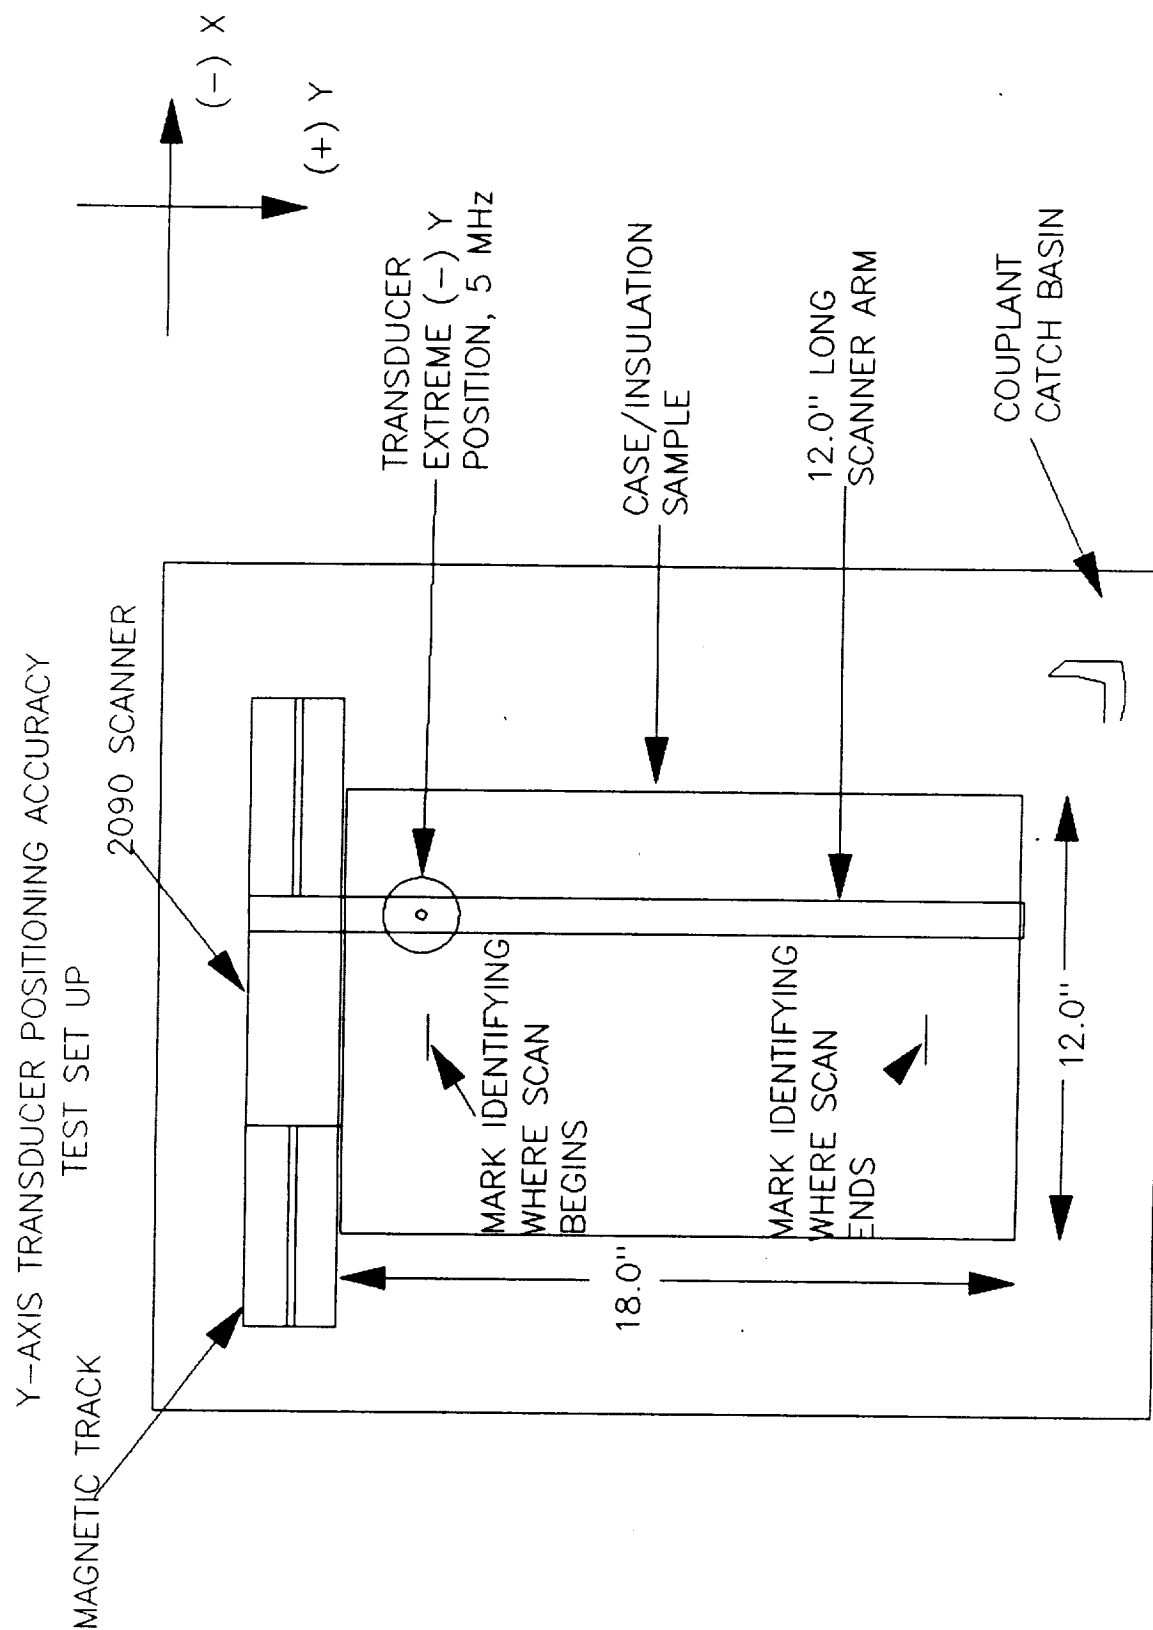 Y-AXIS TRANSDUCER POSITIONING ACCURACY
TEST SET UP
MAGNETIC TRACK
2090 SCANNER
(-) X
(+) Y
TRANSDUCER
EXTREME (-) Y
POSITION, 5 MHz
CASE/INSULATION
SAMPLE
12.0" LONG
SCANNER ARM
COUPLANT
CATCH BASIN
MARK IDENTIFYING
WHERE SCAN
BEGINS
MARK IDENTIFYING
WHERE SCAN
ENDS
18.0"
12.0"